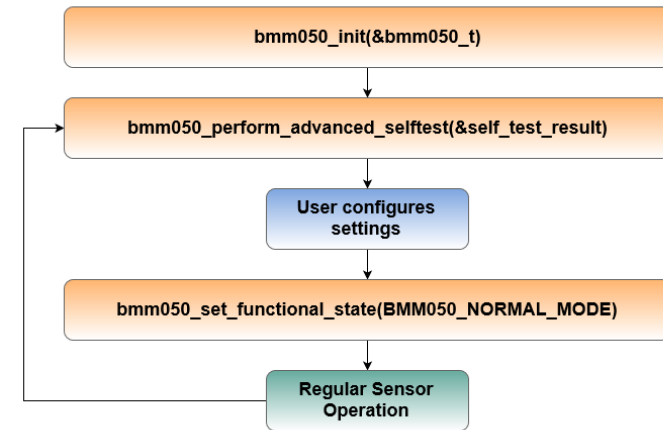 bmm050_init(&bmm050_t)
bmm050_perform_advanced_selftest(&self_test_result)
User configures
settings
bmm050_set_functional_state(BMM050_NORMAL_MODE)
Regular Sensor
Operation